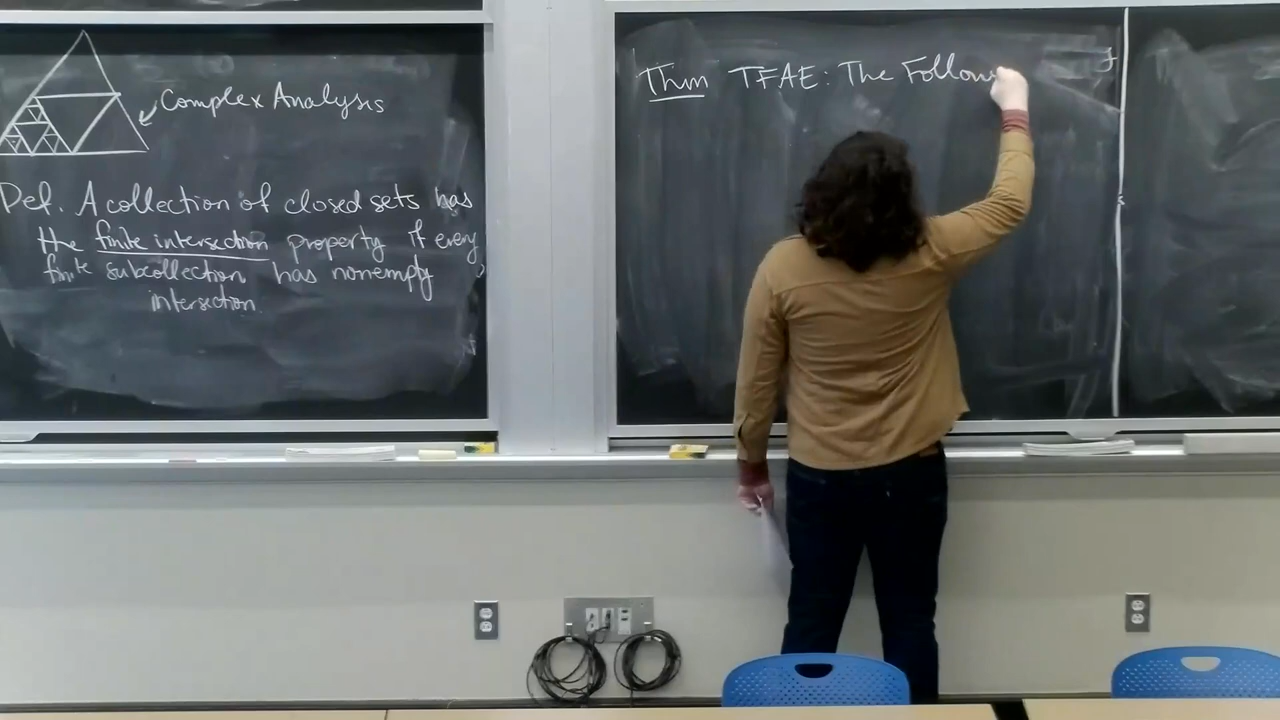 Complex Analysis
Def. A collection of closed sets has
the finite intersection property if every
finite subcollection has nonempty
intersection.
Thm TFAE: The Follow